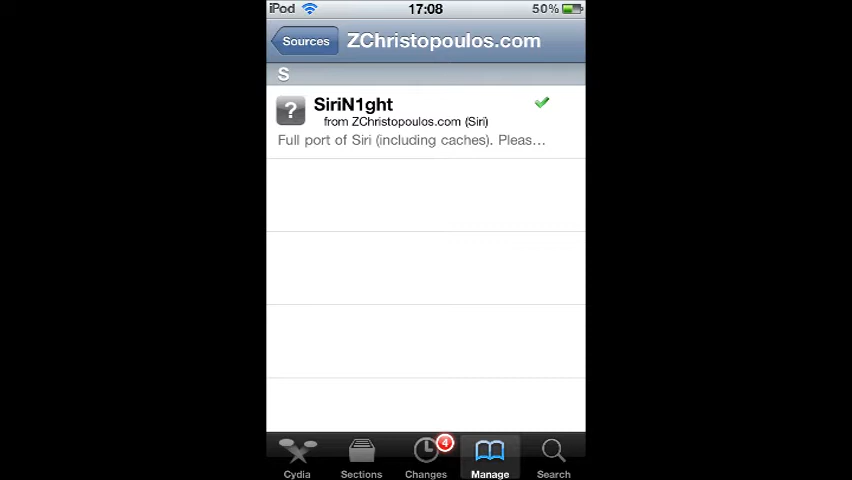 iPod 17:08 50%
Sources ZChristopoulos.com
S
? SiriN1ght
from ZChristopoulos.com (Siri)
Full port of Siri (including caches). Pleas...
4
Cydia Sections Changes Manage Search